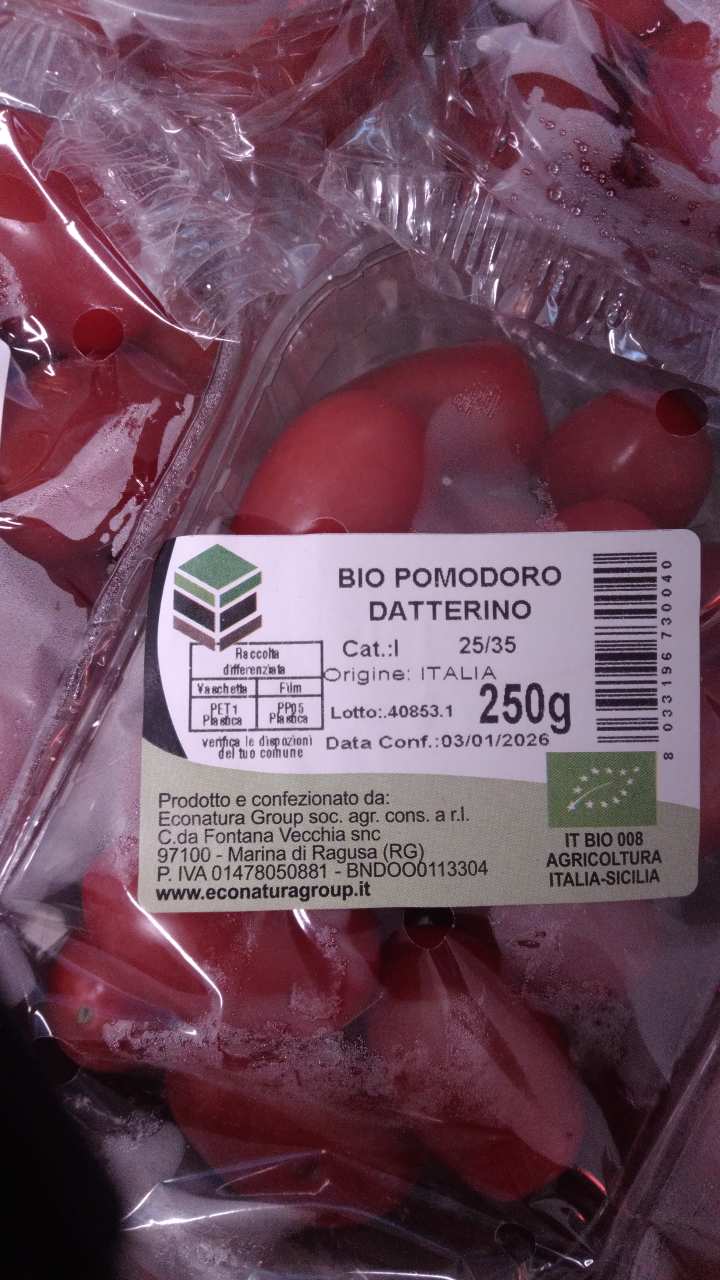 BIO POMODORO
DATTERINO
Cat.:I 25/35
Origine: ITALIA
250g
Lotto:.40853.1
Data Conf.:03/01/2026
Raccolta
differenziata
Vaschetta Film
PET1 PP05
Plastica Plastica
verifica le dispozioni
del tuo comune
8 033196 730040
Prodotto e confezionato da:
Econatura Group soc. agr. cons. a r.l.
C.da Fontana Vecchia snc
97100 - Marina di Ragusa (RG)
P. IVA 01478050881 - BNDOO0113304
www.econaturagroup.it
IT BIO 008
AGRICOLTURA
ITALIA-SICILIA